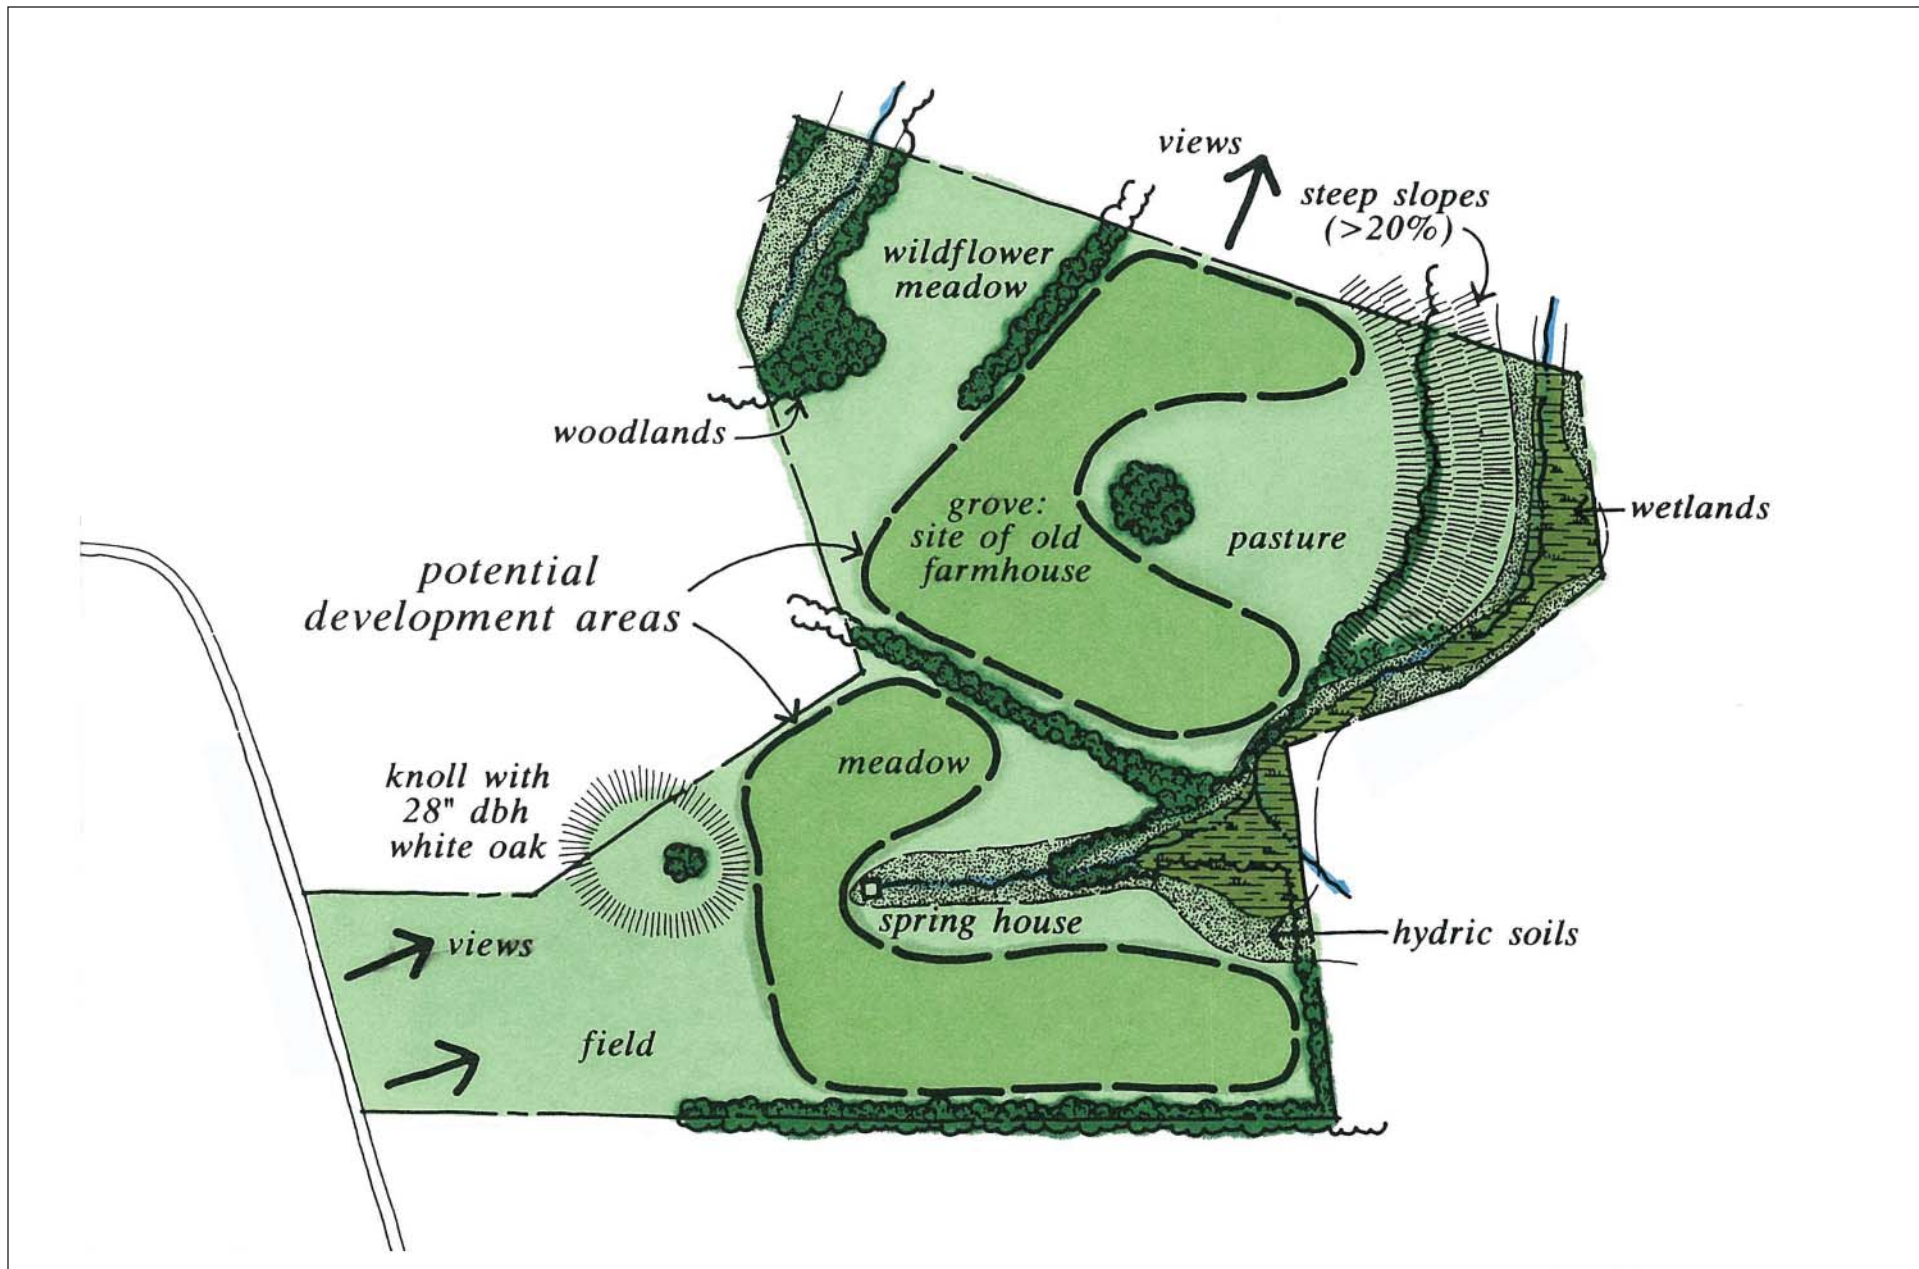 views
steep slopes
(>20%)
wildflower
meadow
woodlands
grove:
site of old
farmhouse
pasture
wetlands
potential
development areas
meadow
knoll with
28" dbh
white oak
spring house
views
hydric soils
field